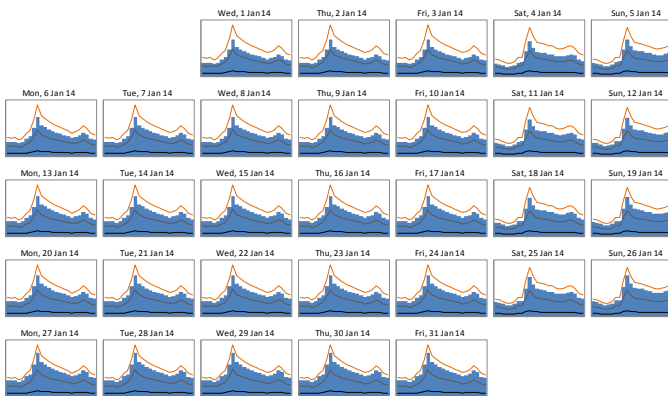 Wed, 1 Jan 14 Thu, 2 Jan 14 Fri, 3 Jan 14 Sat, 4 Jan 14 Sun, 5 Jan 14
Mon, 6 Jan 14 Tue, 7 Jan 14 Wed, 8 Jan 14 Thu, 9 Jan 14 Fri, 10 Jan 14 Sat, 11 Jan 14 Sun, 12 Jan 14
Mon, 13 Jan 14 Tue, 14 Jan 14 Wed, 15 Jan 14 Thu, 16 Jan 14 Fri, 17 Jan 14 Sat, 18 Jan 14 Sun, 19 Jan 14
Mon, 20 Jan 14 Tue, 21 Jan 14 Wed, 22 Jan 14 Thu, 23 Jan 14 Fri, 24 Jan 14 Sat, 25 Jan 14 Sun, 26 Jan 14
Mon, 27 Jan 14 Tue, 28 Jan 14 Wed, 29 Jan 14 Thu, 30 Jan 14 Fri, 31 Jan 14